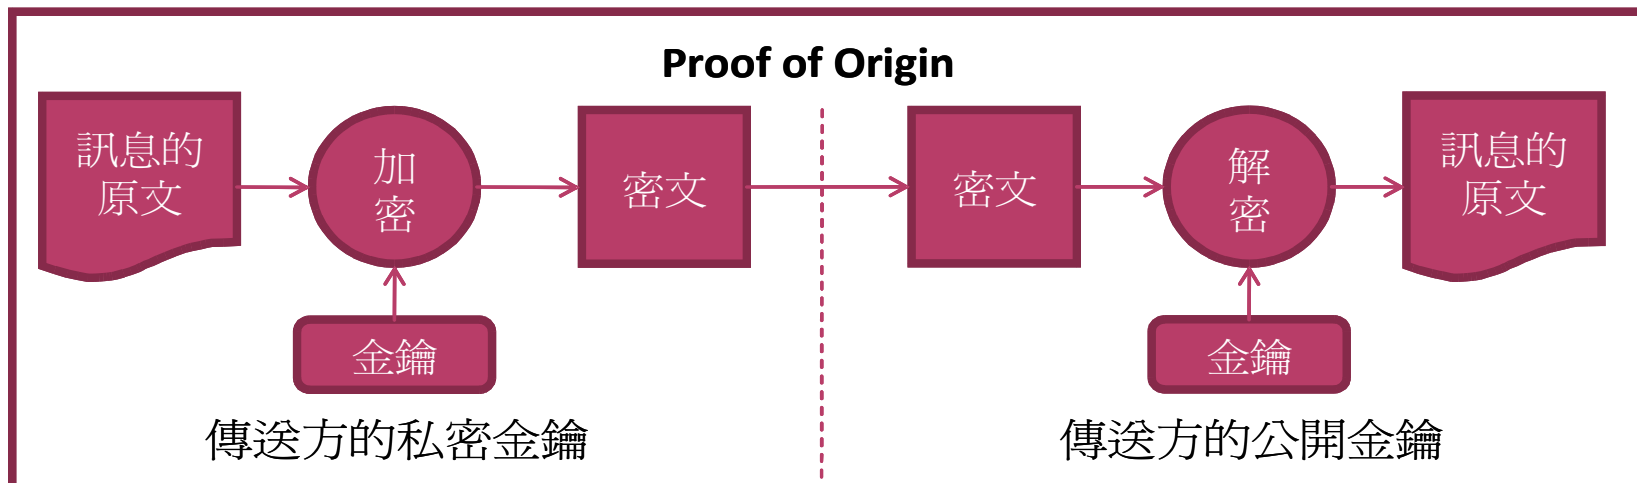 Proof of Origin
訊息的
原文
加
密
密文
密文
解
密
訊息的
原文
金鑰
金鑰
傳送方的私密金鑰
傳送方的公開金鑰